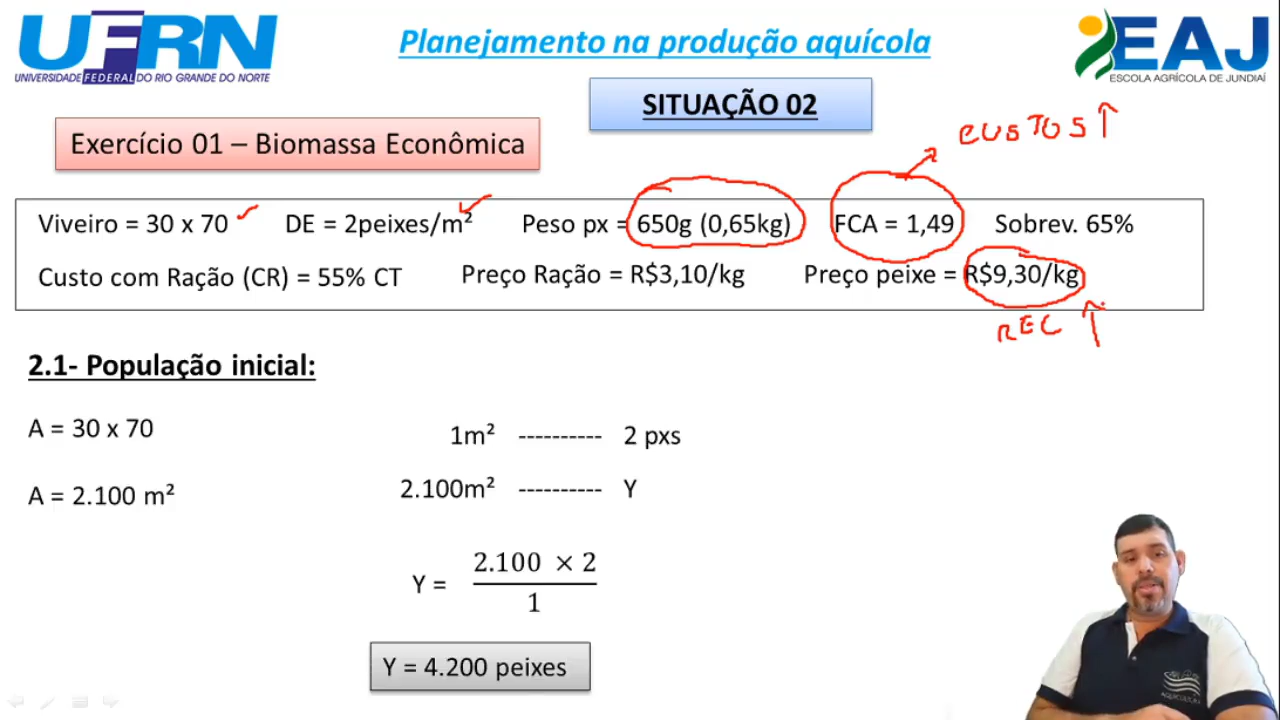 UFRN
UNIVERSIDADE FEDERAL DO RIO GRANDE DO NORTE
Planejamento na produção aquícola
EAJ
ESCOLA AGRÍCOLA DE JUNDIAÍ
SITUAÇÃO 02
CUSTOS ↑
Exercício 01 – Biomassa Econômica
Viveiro = 30 x 70 DE = 2peixes/m² Peso px = 650g (0,65kg) FCA = 1,49 Sobrev. 65%
Custo com Ração (CR) = 55% CT Preço Ração = R$3,10/kg Preço peixe = R$9,30/kg
REC ↑
2.1- População inicial:
A = 30 x 70
1m² ---------- 2 pxs
A = 2.100 m²
2.100m² ---------- Y
Y = 2.100 × 2
1
Y = 4.200 peixes
AQUICULTURA